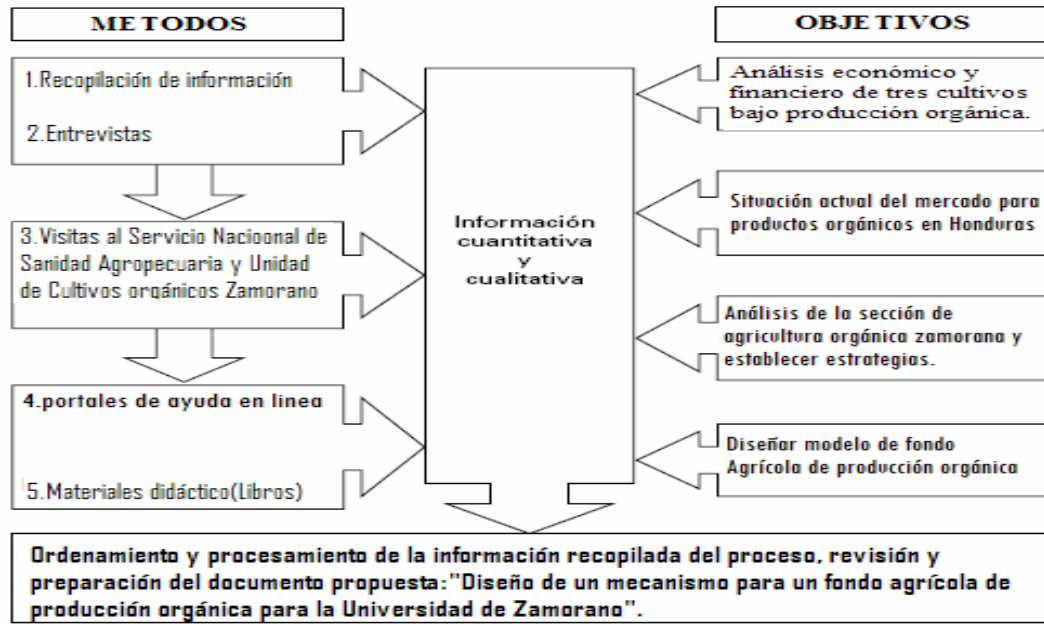 METODOS
1.Recopilación de información
2.Entrevistas
3.Visitas al Servicio Nacioonal de
Sanidad Agropecuaria y Unidad
de Cultivos orgánicos Zamorano
4.portales de ayuda en linea
5.Materiales didáctico(Libros)
Información
cuantitativa
y
cualitativa
OBJETIVOS
Análisis económico y
financiero de tres cultivos
bajo producción orgánica.
Situación actual del mercado para
productos orgánicos en Honduras
Análisis de la sección de
agricultura orgánica zamorana y
establecer estrategias.
Diseñar modelo de fondo
Agrícola de producción orgánica
Ordenamiento y procesamiento de la información recopilada del proceso, revisión y
preparación del documento propuesta:"Diseño de un mecanismo para un fondo agrícola de
producción orgánica para la Universidad de Zamorano".